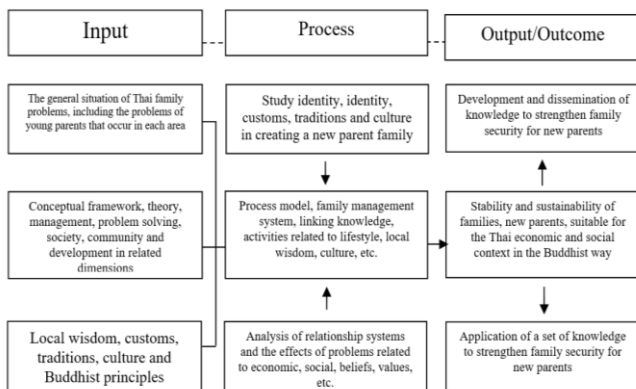 Input
Process
Output/Outcome
The general situation of Thai family
problems, including the problems of
young parents that occur in each area
Study identity, identity,
customs, traditions and culture
in creating a new parent family
Development and dissemination of
knowledge to strengthen family
security for new parents
Conceptual framework, theory,
management, problem solving,
society, community and
development in related
dimensions
Process model, family management
system, linking knowledge,
activities related to lifestyle, local
wisdom, culture, etc.
Stability and sustainability of
families, new parents, suitable for
the Thai economic and social
context in the Buddhist way
Local wisdom, customs,
traditions, culture and
Buddhist principles
Analysis of relationship systems
and the effects of problems related
to economic, social, beliefs, values,
etc.
Application of a set of knowledge
to strengthen family security for
new parents